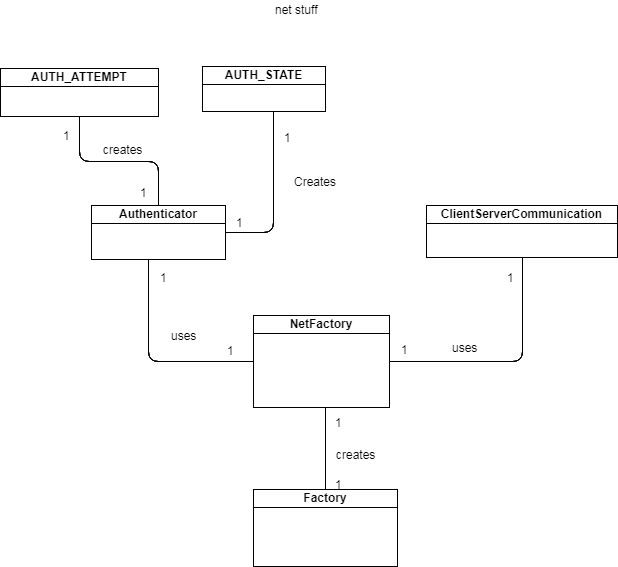 net stuff
AUTH_ATTEMPT
AUTH_STATE
1
creates
1
1
Creates
1
Authenticator
ClientServerCommunication
1
1
uses
1
NetFactory
1
uses
1
creates
1
Factory